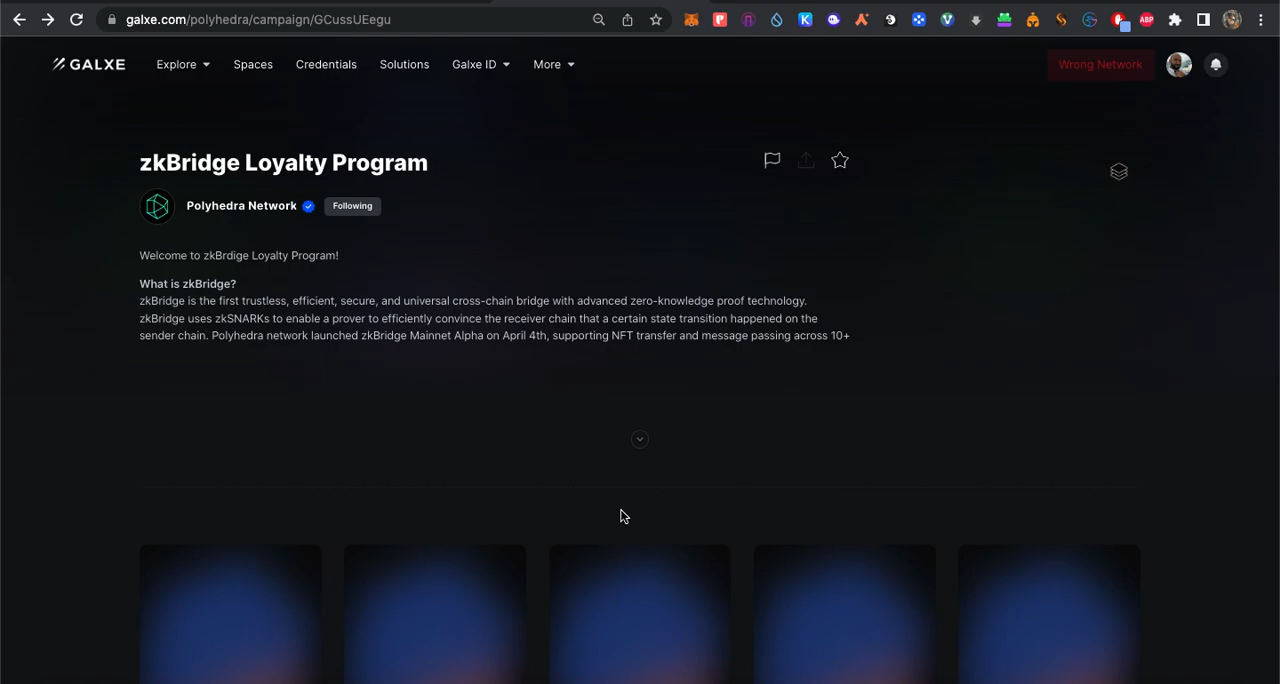 galxe.com/polyhedra/campaign/GCussUEegu
ABP
GALXE
Explore
Spaces
Credentials
Solutions
Galxe ID
More
Wrong Network
zkBridge Loyalty Program
Polyhedra Network
Following
Welcome to zkBrdige Loyalty Program!
What is zkBridge?
zkBridge is the first trustless, efficient, secure, and universal cross-chain bridge with advanced zero-knowledge proof technology.
zkBridge uses zkSNARKs to enable a prover to efficiently convince the receiver chain that a certain state transition happened on the
sender chain. Polyhedra network launched zkBridge Mainnet Alpha on April 4th, supporting NFT transfer and message passing across 10+